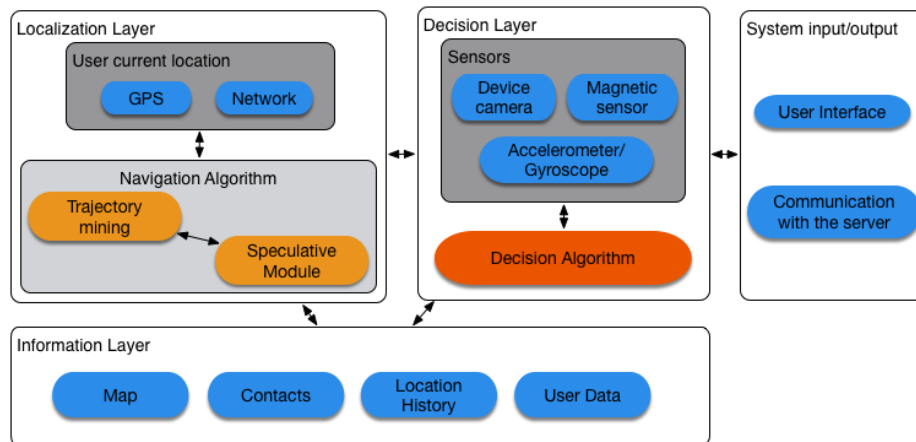 Localization Layer
User current location
GPS
Network
Navigation Algorithm
Trajectory
mining
Speculative
Module
Decision Layer
Sensors
Device
camera
Magnetic
sensor
Accelerometer/
Gyroscope
Decision Algorithm
System input/output
User Interface
Communication
with the server
Information Layer
Map
Contacts
Location
History
User Data